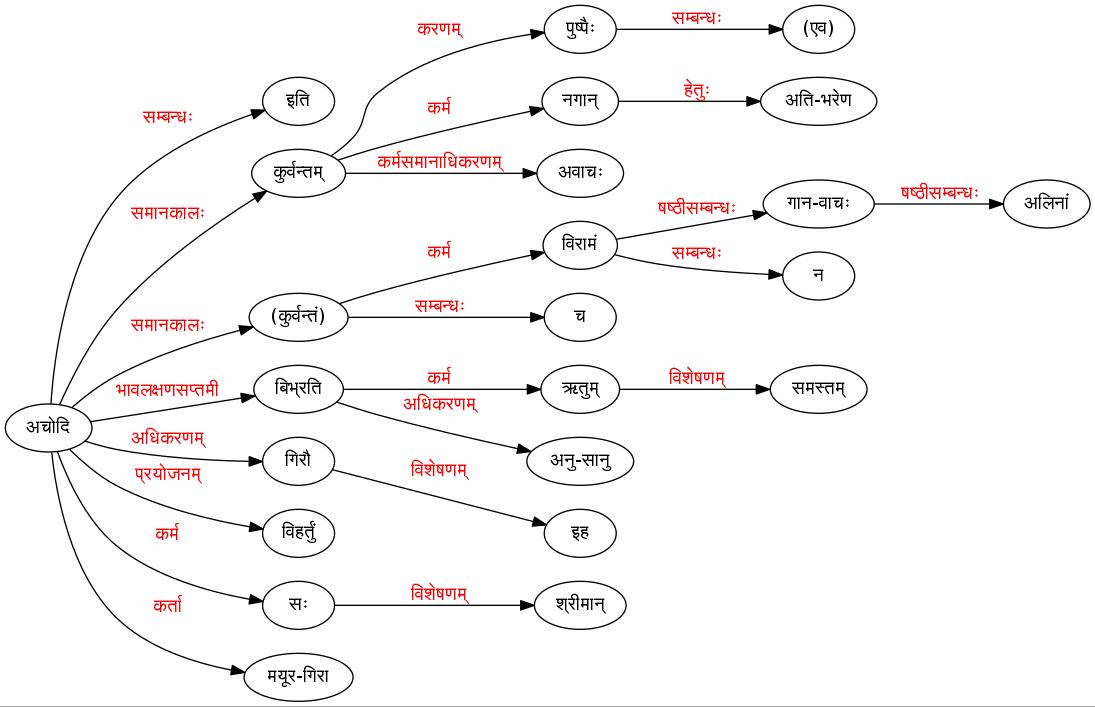 करणम्
पुष्पैः
सम्बन्धः
(एव)
सम्बन्धः
इति
कर्म
नगान्
हेतुः
अति-भरेण
कुर्वन्तम्
कर्मसमानाधिकरणम्
अवाचः
समानकालः
कर्म
विरामं
षष्ठीसम्बन्धः
गान-वाचः
षष्ठीसम्बन्धः
अलिनां
सम्बन्धः
न
समानकालः
(कुर्वन्तं)
सम्बन्धः
च
भावलक्षणसप्तमी
बिभ्रति
कर्म
ऋतुम्
विशेषणम्
समस्तम्
अधिकरणम्
अनु-सानु
अचोदि
अधिकरणम्
गिरौ
विशेषणम्
इह
प्रयोजनम्
विहर्तुं
कर्म
सः
विशेषणम्
श्रीमान्
कर्ता
मयूर-गिरा